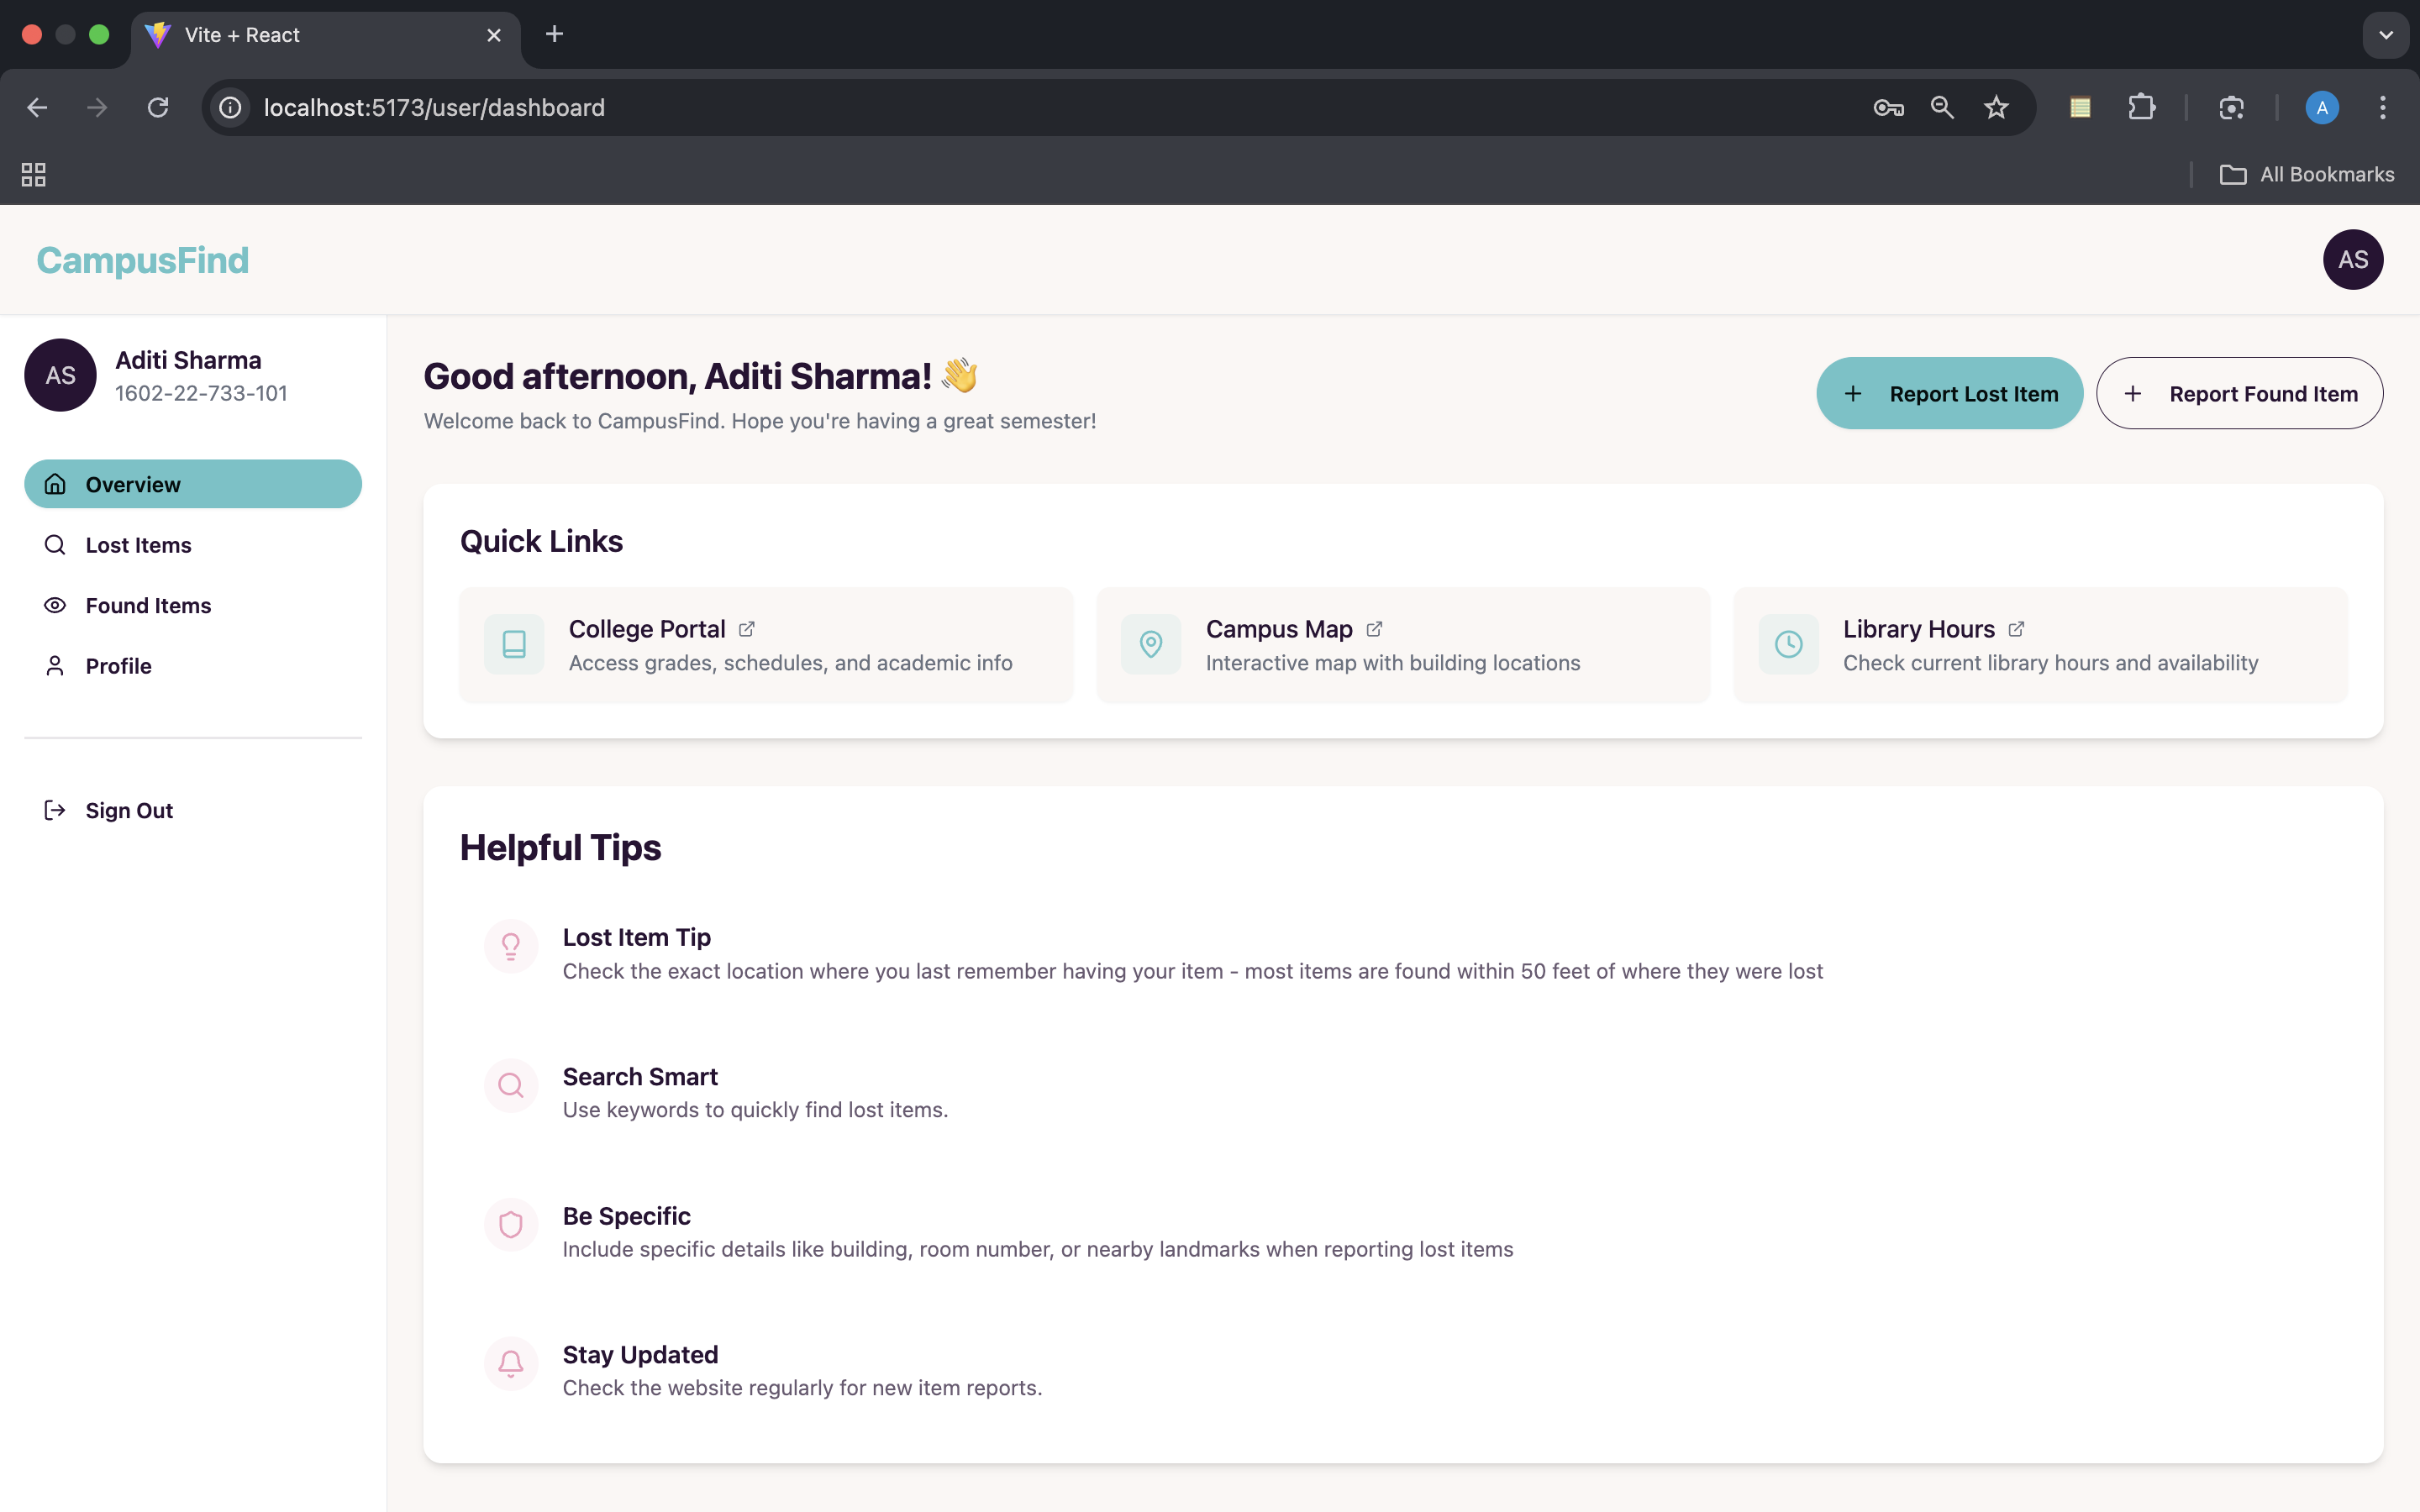 Vite + React
localhost:5173/user/dashboard
A
All Bookmarks
CampusFind
AS
AS
Aditi Sharma
1602-22-733-101
Overview
Lost Items
Found Items
Profile
Sign Out
Good afternoon, Aditi Sharma! 👋
Welcome back to CampusFind. Hope you're having a great semester!
+ Report Lost Item
+ Report Found Item
Quick Links
College Portal
Access grades, schedules, and academic info
Campus Map
Interactive map with building locations
Library Hours
Check current library hours and availability
Helpful Tips
Lost Item Tip
Check the exact location where you last remember having your item - most items are found within 50 feet of where they were lost
Search Smart
Use keywords to quickly find lost items.
Be Specific
Include specific details like building, room number, or nearby landmarks when reporting lost items
Stay Updated
Check the website regularly for new item reports.